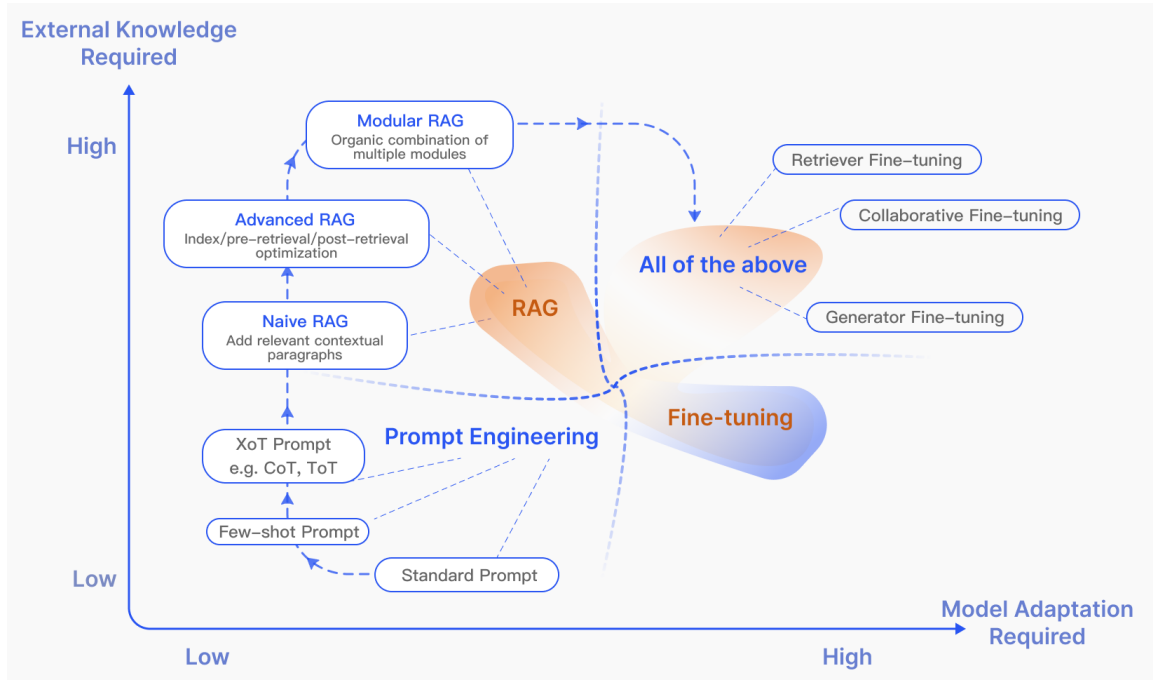 External Knowledge
Required
High
Modular RAG
Organic combination of
multiple modules
Retriever Fine-tuning
Advanced RAG
Index/pre-retrieval/post-retrieval
optimization
Collaborative Fine-tuning
All of the above
RAG
Naive RAG
Add relevant contextual
paragraphs
Generator Fine-tuning
Fine-tuning
Prompt Engineering
XoT Prompt
e.g. CoT, ToT
Few-shot Prompt
Standard Prompt
Low
Model Adaptation
Required
Low
High